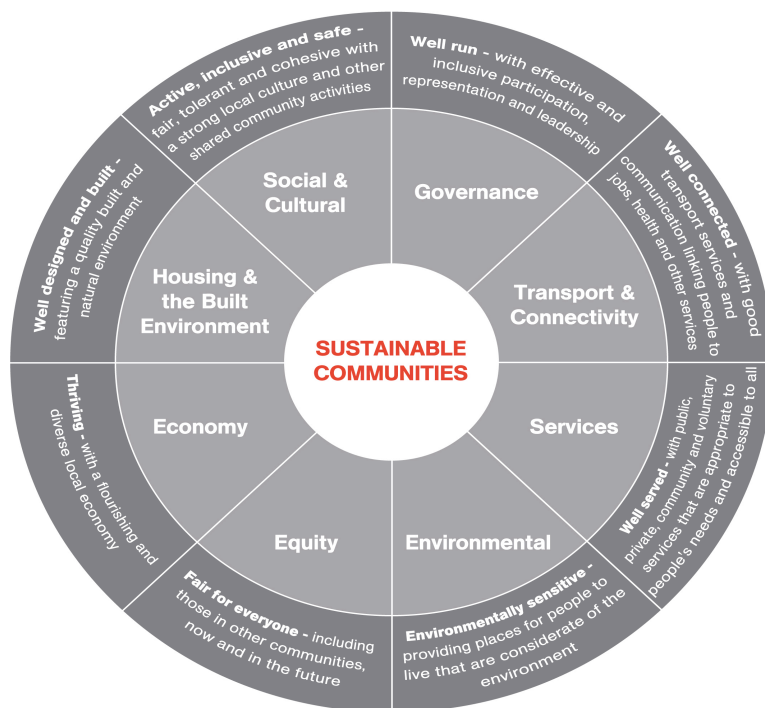 SUSTAINABLE
COMMUNITIES
Active, inclusive and safe -
fair, tolerant and cohesive with
a strong local culture and other
shared community activities
Social &
Cultural
Well run - with effective and
inclusive participation,
representation and leadership
Governance
Well connected - with good
transport services and
communication linking people to
jobs, health and other services
Transport &
Connectivity
Well served - with public,
private, community and voluntary
services that are appropriate to
people's needs and accessible to all
Services
Environmentally sensitive -
providing places for people to
live that are considerate of the
environment
Environmental
Fair for everyone - including
those in other communities,
now and in the future
Equity
Thriving - with a flourishing and
diverse local economy
Economy
Well designed and built -
featuring a quality built and
natural environment
Housing &
the Built
Environment